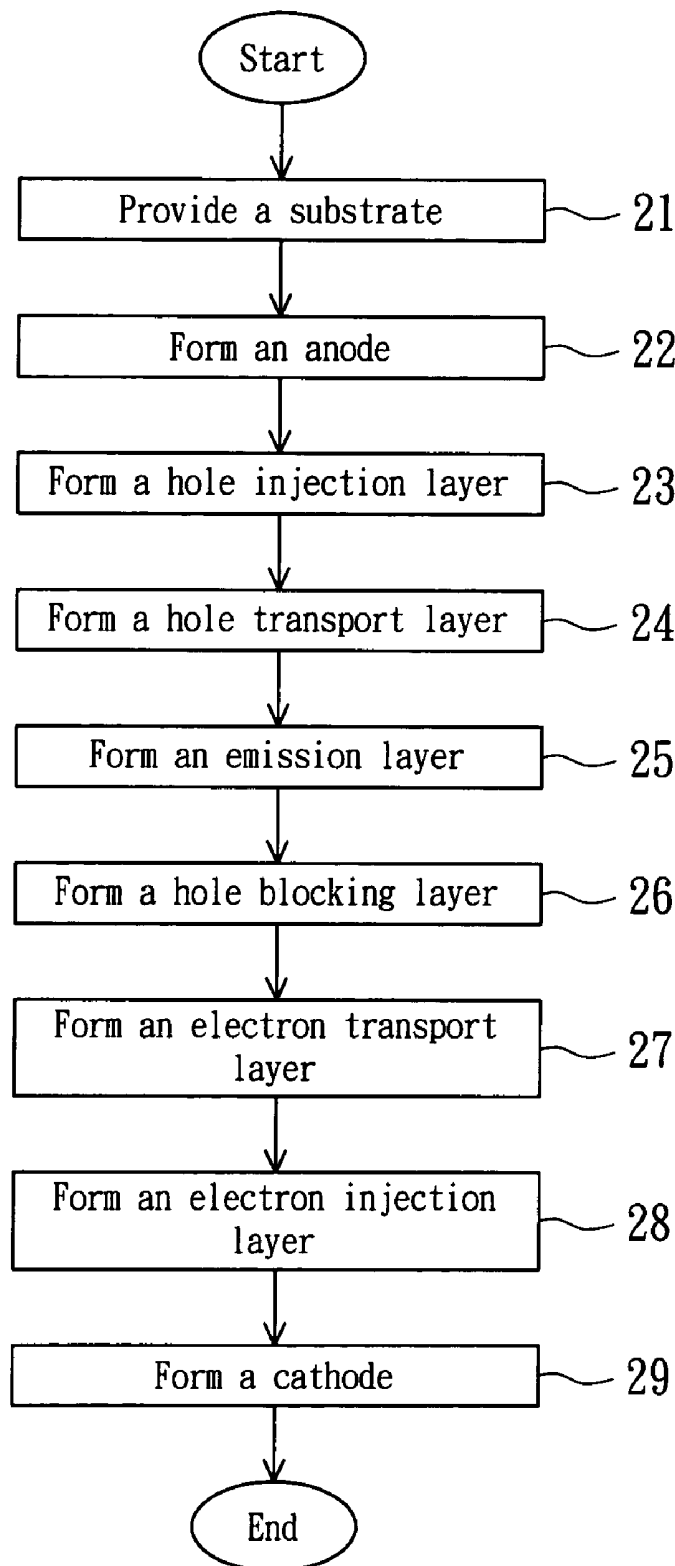 Start
Provide a substrate 21
Form an anode 22
Form a hole injection layer 23
Form a hole transport layer 24
Form an emission layer 25
Form a hole blocking layer 26
Form an electron transport
layer 27
Form an electron injection
layer 28
Form a cathode 29
End